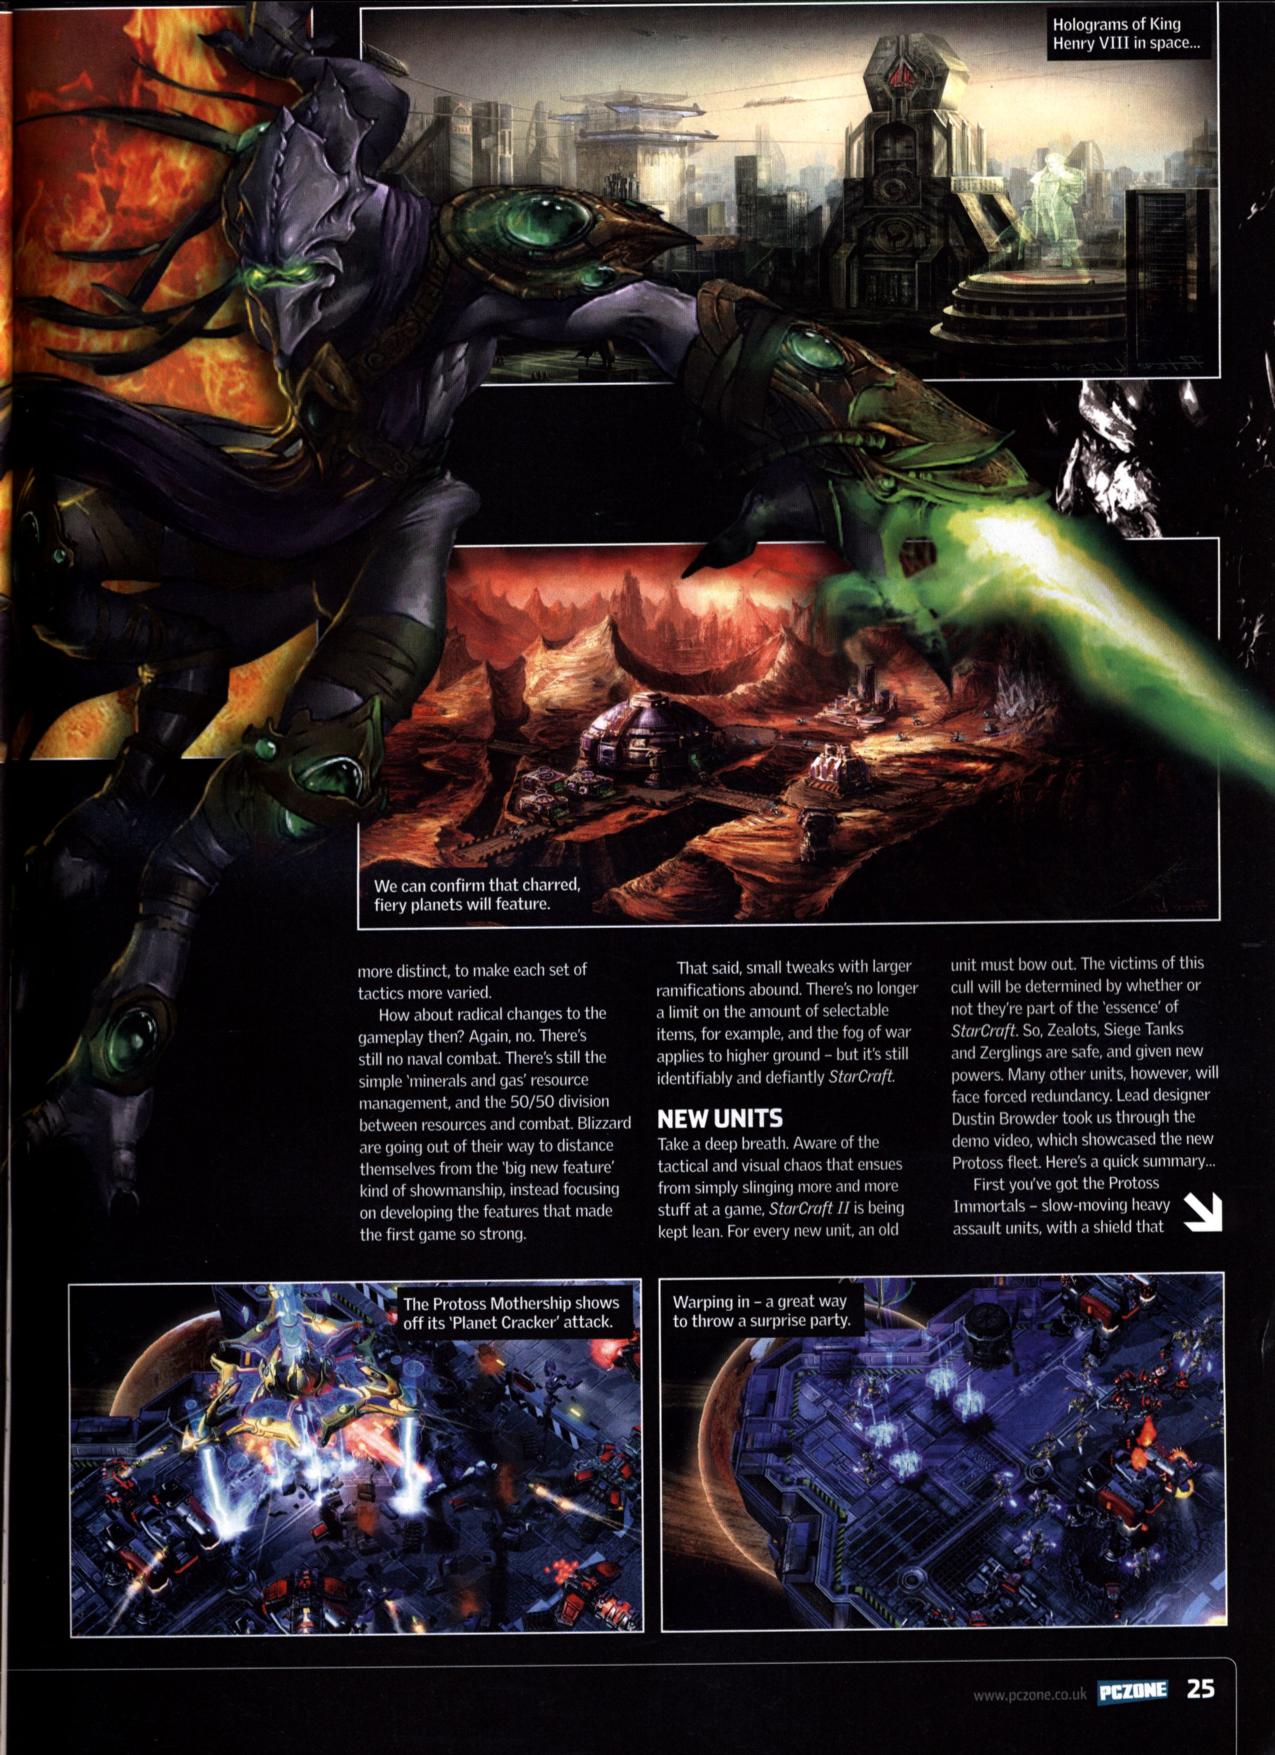 Holograms of King
Henry VIII in space...
We can confirm that charred,
fiery planets will feature.
more distinct, to make each set of
tactics more varied.
How about radical changes to the
gameplay then? Again, no. There's
still no naval combat. There's still the
simple 'minerals and gas' resource
management, and the 50/50 division
between resources and combat. Blizzard
are going out of their way to distance
themselves from the 'big new feature'
kind of showmanship, instead focusing
on developing the features that made
the first game so strong.
That said, small tweaks with larger
ramifications abound. There's no longer
a limit on the amount of selectable
items, for example, and the fog of war
applies to higher ground – but it's still
identifiably and defiantly StarCraft.
NEW UNITS
Take a deep breath. Aware of the
tactical and visual chaos that ensues
from simply slinging more and more
stuff at a game, StarCraft II is being
kept lean. For every new unit, an old
unit must bow out. The victims of this
cull will be determined by whether or
not they're part of the 'essence' of
StarCraft. So, Zealots, Siege Tanks
and Zerglings are safe, and given new
powers. Many other units, however, will
face forced redundancy. Lead designer
Dustin Browder took us through the
demo video, which showcased the new
Protoss fleet. Here's a quick summary...
First you've got the Protoss
Immortals – slow-moving heavy
assault units, with a shield that
The Protoss Mothership shows
off its 'Planet Cracker' attack.
Warping in – a great way
to throw a surprise party.
www.pczone.co.uk PCZONE 25